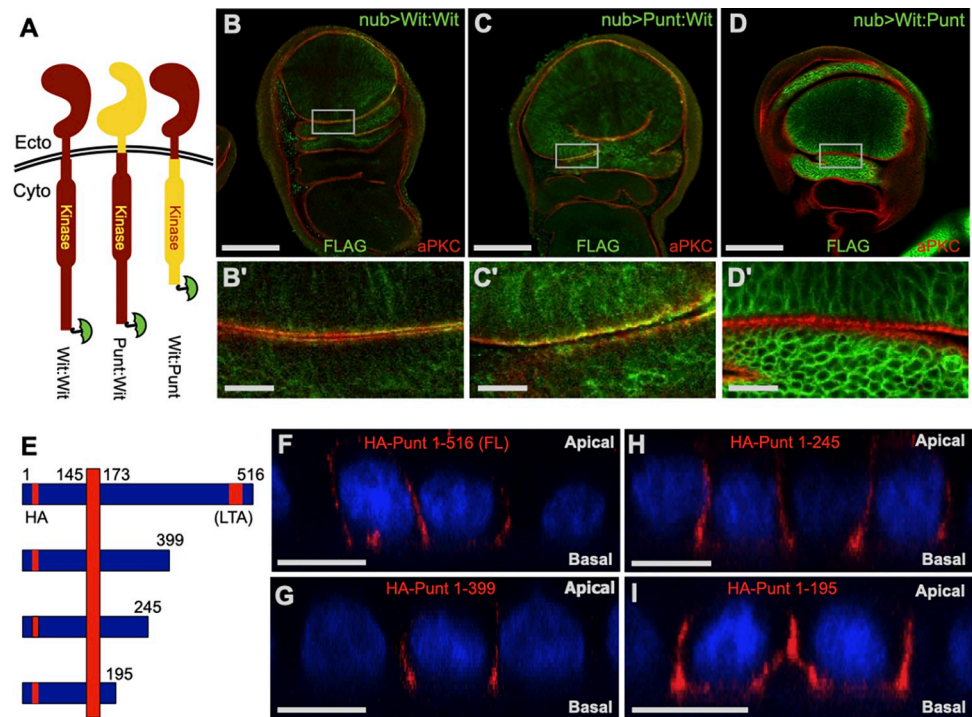 A
Ecto
Cyto
Kinase
Kinase
Kinase
Wit:Wit
Punt:Wit
Wit:Punt
B
nub>Wit:Wit
FLAG
aPKC
C
nub>Punt:Wit
FLAG
aPKC
D
nub>Wit:Punt
FLAG
aPKC
B'
C'
D'
E
1 145 173 516
HA
(LTA)
399
245
195
F
HA-Punt 1-516 (FL)
Apical
Basal
H
HA-Punt 1-245
Apical
Basal
G
HA-Punt 1-399
Apical
Basal
I
HA-Punt 1-195
Apical
Basal